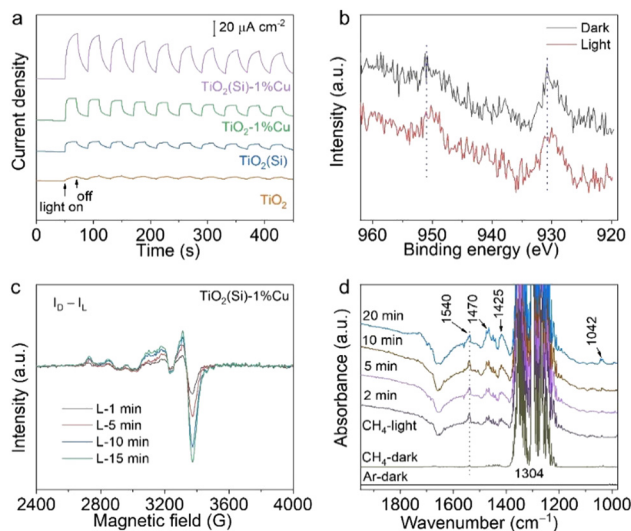 a
20 μA cm⁻²
TiO₂(Si)-1%Cu
TiO₂-1%Cu
TiO₂(Si)
TiO₂
light on
off
Current density
0 100 200 300 400
Time (s)
b
Dark
Light
Intensity (a.u.)
960 950 940 930 920
Binding energy (eV)
c
I_D – I_L
TiO₂(Si)-1%Cu
L-1 min
L-5 min
L-10 min
L-15 min
Intensity (a.u.)
2400 2800 3200 3600 4000
Magnetic field (G)
d
1540
1470
1425
1042
20 min
10 min
5 min
2 min
CH₄-light
CH₄-dark
Ar-dark
1304
Absorbance (a.u.)
1800 1600 1400 1200 1000
Wavenumber (cm⁻¹)